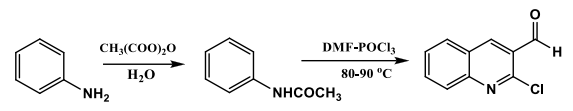 CH₃(COO)₂O
H₂O
NH₂
NHCOCH₃
DMF-POCl₃
80-90 °C
O
H
N
Cl